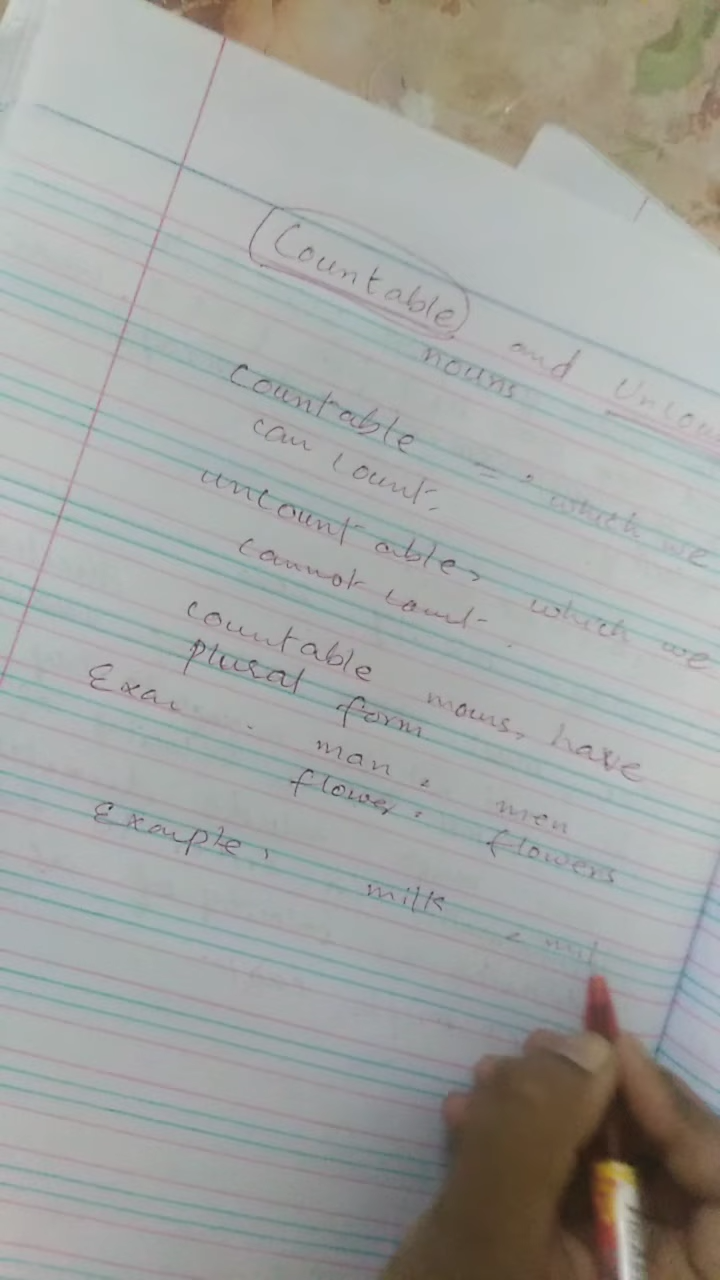 Countable and Uncou
nouns
Countable = which we
can count.
uncountable, which we
cannot count.
countable nouns, have
plural form
Exa
man, men
flower, flowers
Example, milk , mil